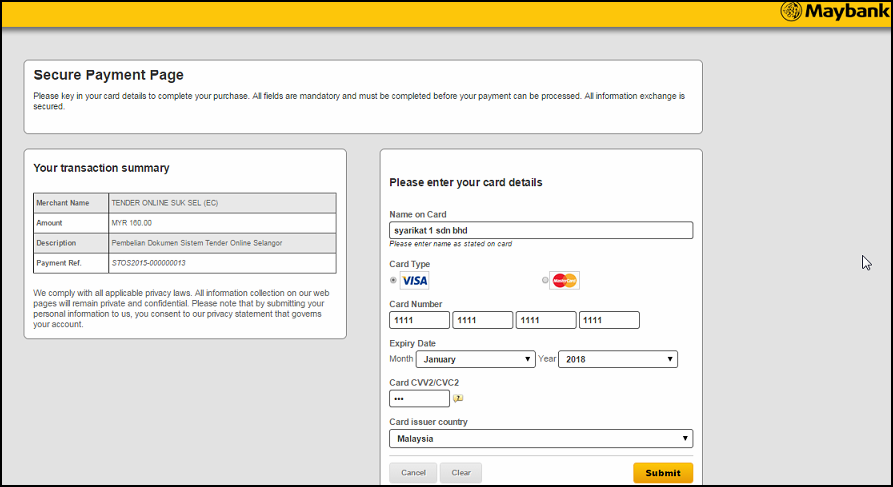 Maybank
Secure Payment Page
Please key in your card details to complete your purchase. All fields are mandatory and must be completed before your payment can be processed. All information exchange is
secured.
Your transaction summary
Merchant Name TENDER ONLINE SUK SEL (EC)
Amount MYR 160.00
Description Pembelian Dokumen Sistem Tender Online Selangor
Payment Ref. STOS2015-000000013
We comply with all applicable privacy laws. All information collection on our web
pages will remain private and confidential. Please note that by submitting your
personal information to us, you consent to our privacy statement that governs
your account.
Please enter your card details
Name on Card
syarikat 1 sdn bhd
Please enter name as stated on card
Card Type
VISA MasterCard
Card Number
1111 1111 1111 1111
Expiry Date
Month January Year 2018
Card CVV2/CVC2
•••
?
Card issuer country
Malaysia
Cancel Clear Submit